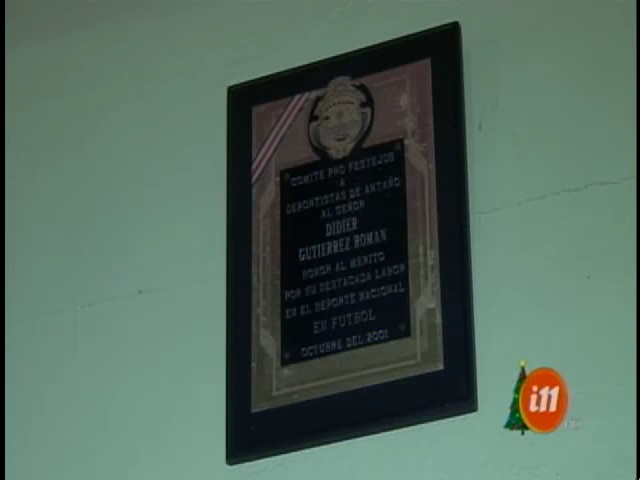 COMITE PRO FESTEJOS
A
DEPORTISTAS DE ANTAÑO
AL SEÑOR
DIDIER
GUTIERREZ ROMAN
HONOR AL MERITO
POR SU DESTACADA LABOR
EN EL DEPORTE NACIONAL
EN FUTBOL
OCTUBRE DEL 2001
i11